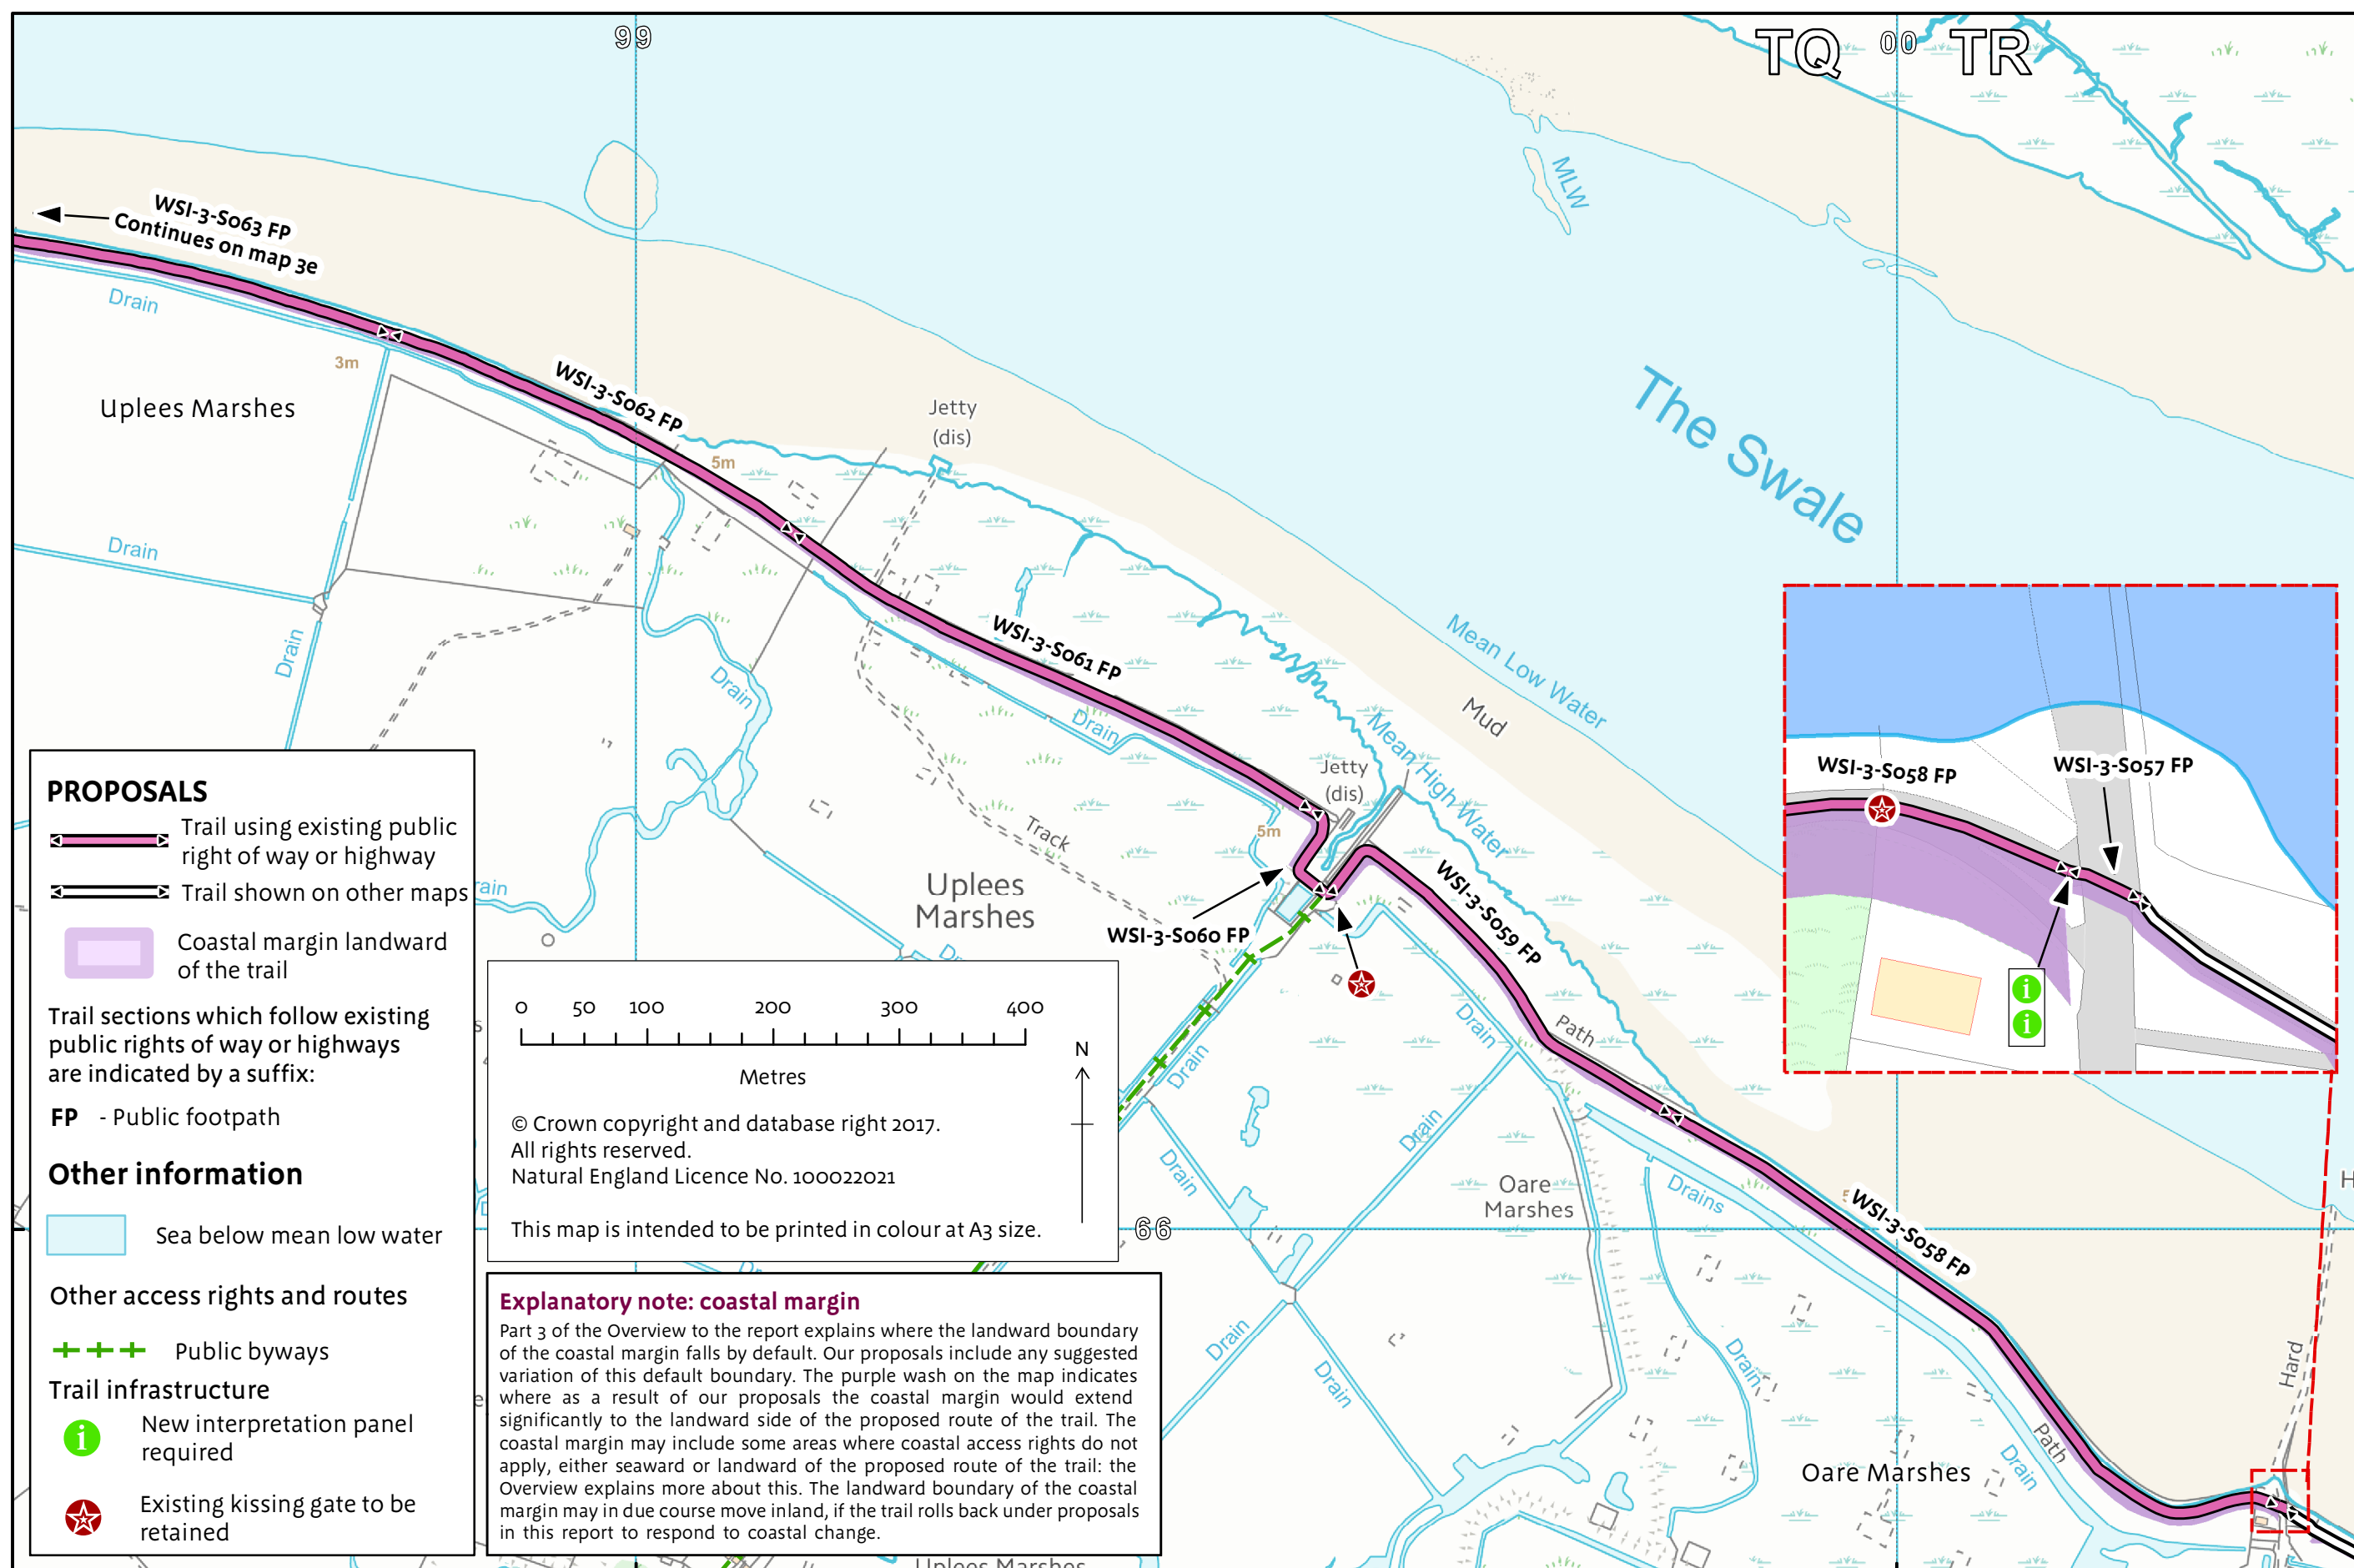 99
TQ 00 TR
WSI-3-S063 FP
Continues on map 3e
MLW
Drain
3m
Uplees Marshes
WSI-3-S062 FP
Jetty
(dis)
5m
The Swale
Drain
Drain
Drain
WSI-3-S061 FP
Drain
Mean Low Water
Mud
Mean High Water
Jetty
(dis)
5m
Track
Uplees
Marshes
WSI-3-S060 FP
WSI-3-S059 FP
WSI-3-S058 FP
WSI-3-S057 FP
i
i
Path
Drain
Drain
Drain
Drain
Drains
Oare
Marshes
66
WSI-3-S058 FP
Drain
Drain
Drain
Drain
Path
Hard
H
Oare Marshes
Uplees Marshes
rain
PROPOSALS
Trail using existing public
right of way or highway
Trail shown on other maps
Coastal margin landward
of the trail
Trail sections which follow existing
public rights of way or highways
are indicated by a suffix:
FP - Public footpath
Other information
Sea below mean low water
Other access rights and routes
Public byways
Trail infrastructure
i New interpretation panel
required
Existing kissing gate to be
retained
0 50 100 200 300 400
Metres
N
© Crown copyright and database right 2017.
All rights reserved.
Natural England Licence No. 100022021
This map is intended to be printed in colour at A3 size.
Explanatory note: coastal margin
Part 3 of the Overview to the report explains where the landward boundary
of the coastal margin falls by default. Our proposals include any suggested
variation of this default boundary. The purple wash on the map indicates
where as a result of our proposals the coastal margin would extend
significantly to the landward side of the proposed route of the trail. The
coastal margin may include some areas where coastal access rights do not
apply, either seaward or landward of the proposed route of the trail: the
Overview explains more about this. The landward boundary of the coastal
margin may in due course move inland, if the trail rolls back under proposals
in this report to respond to coastal change.